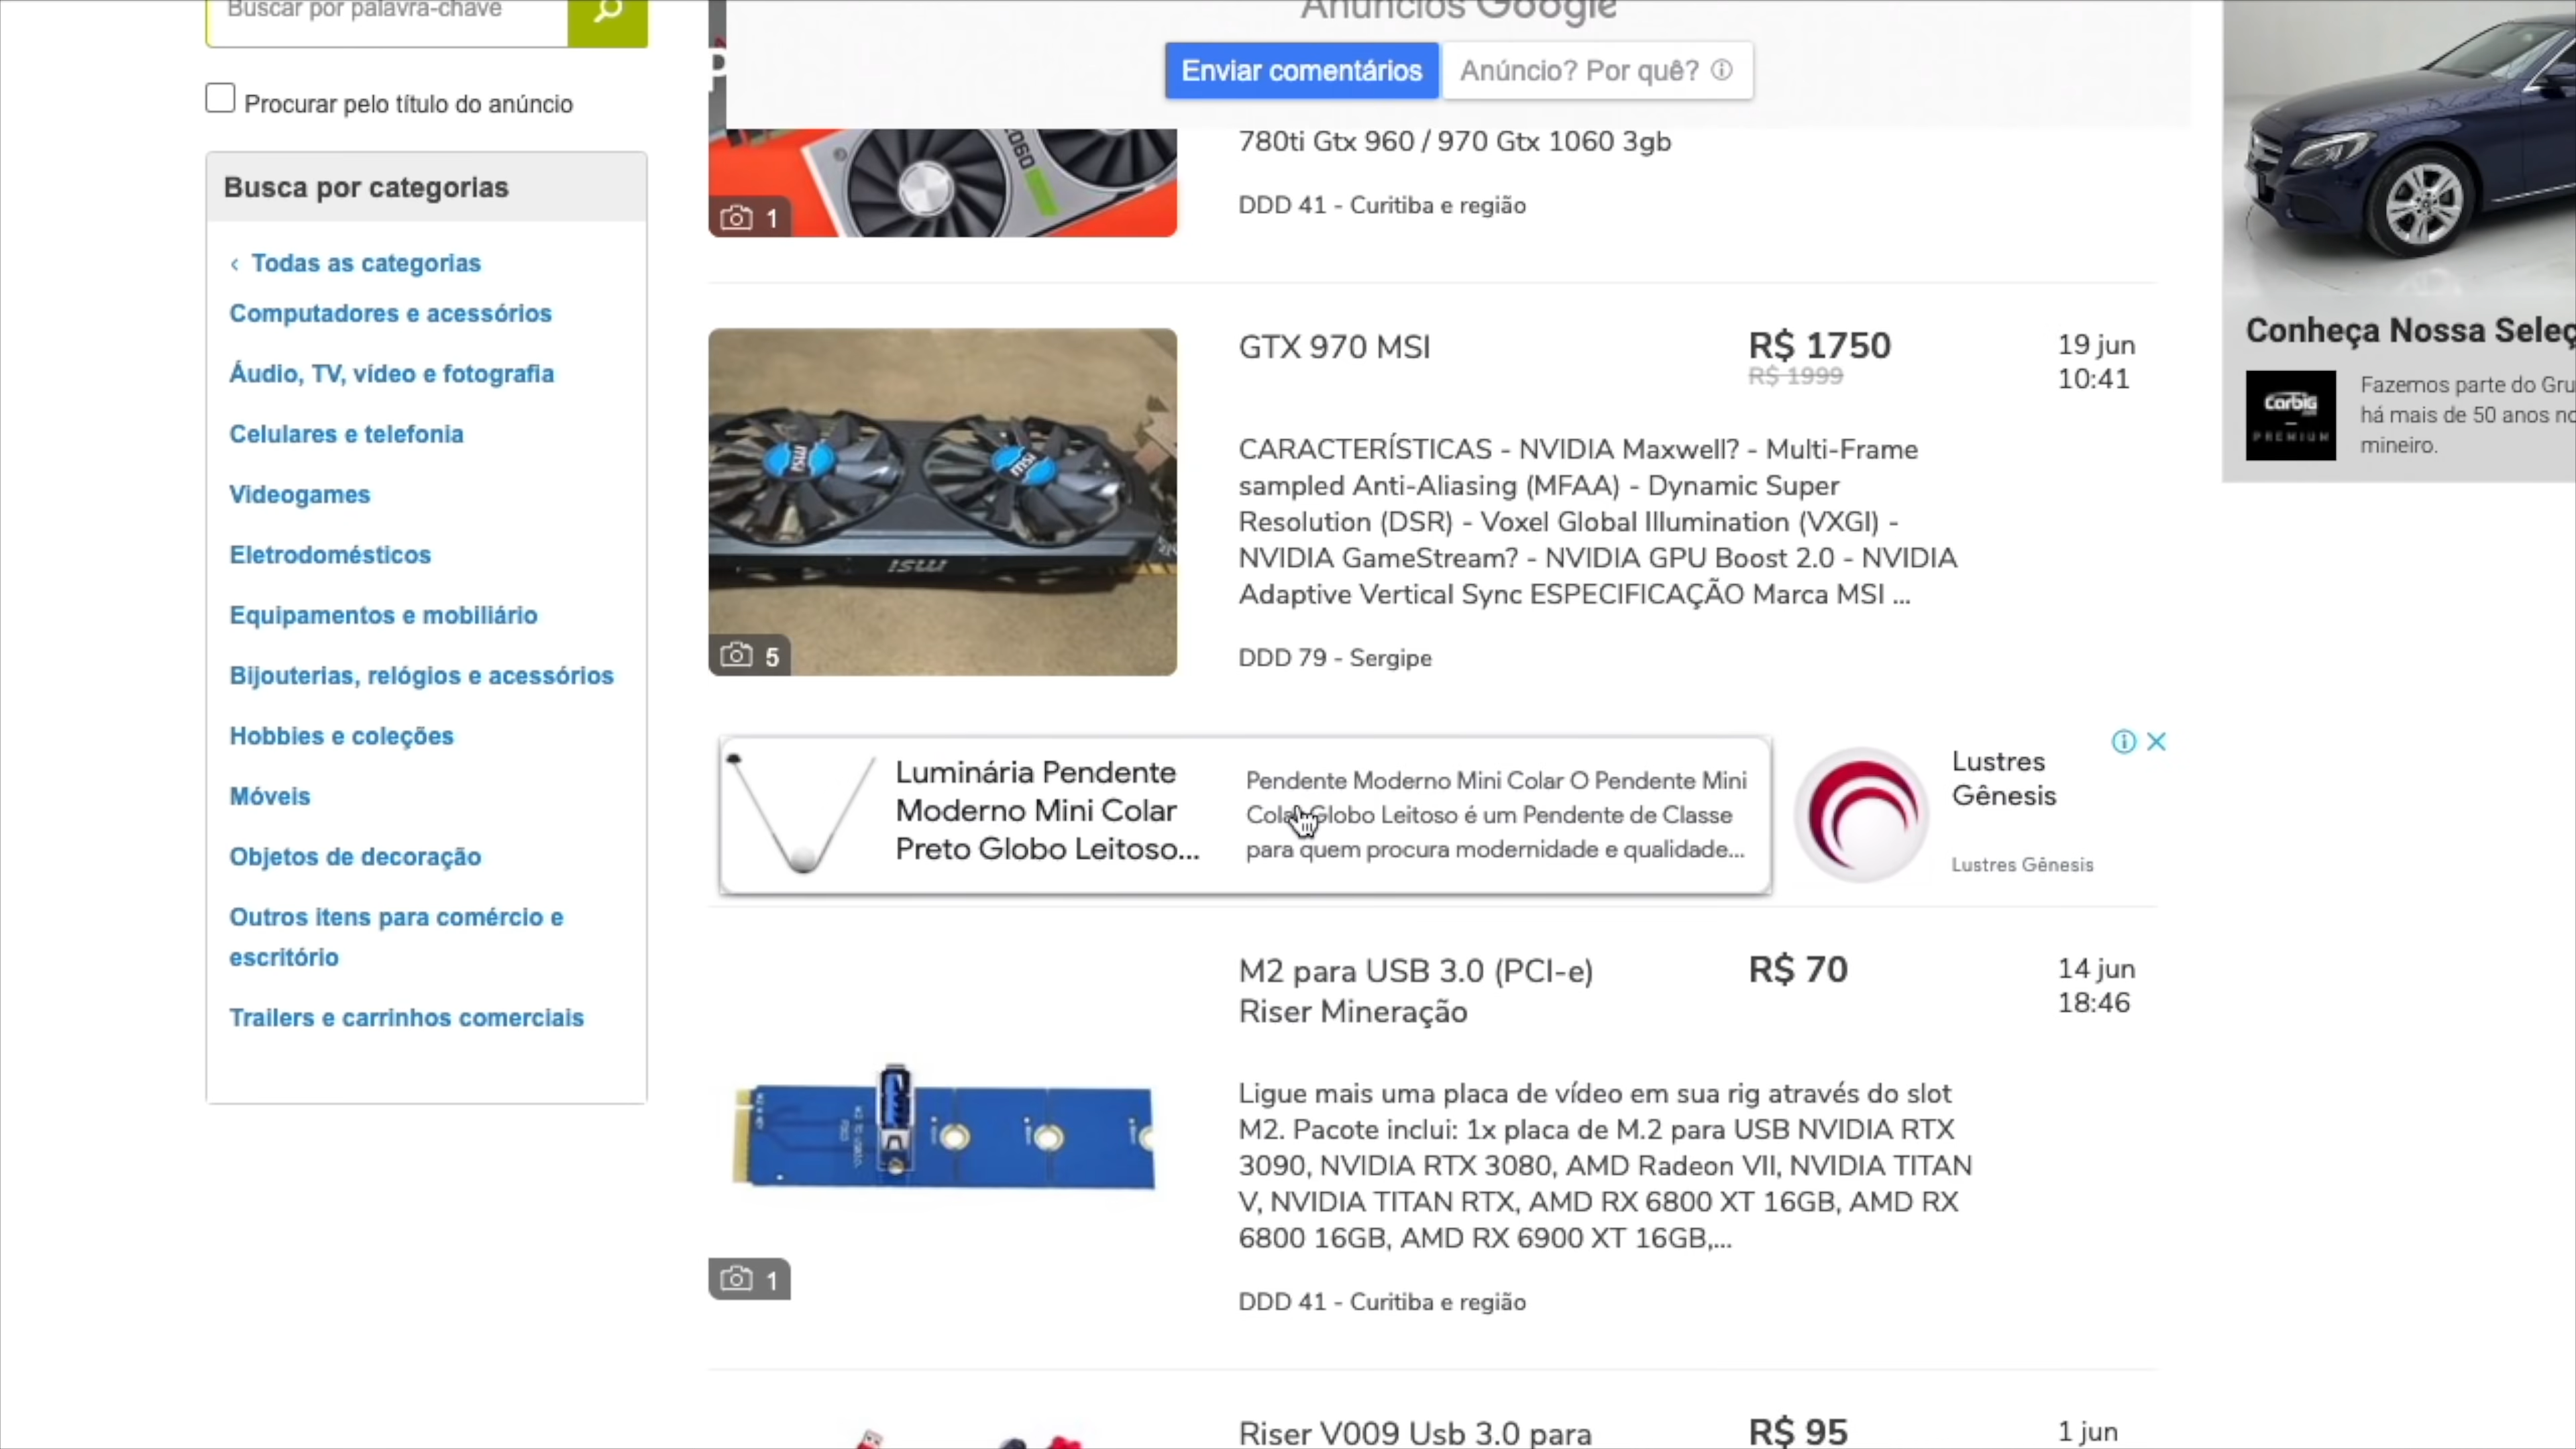 Buscar por palavra-chave
Procurar pelo título do anúncio
Busca por categorias
‹ Todas as categorias
Computadores e acessórios
Áudio, TV, vídeo e fotografia
Celulares e telefonia
Videogames
Eletrodomésticos
Equipamentos e mobiliário
Bijouterias, relógios e acessórios
Hobbies e coleções
Móveis
Objetos de decoração
Outros itens para comércio e
escritório
Trailers e carrinhos comerciais
Anúncios Google
Enviar comentários
Anúncio? Por quê?
2060
1
780ti Gtx 960 / 970 Gtx 1060 3gb
DDD 41 - Curitiba e região
GTX 970 MSI
R$ 1750
R$ 1999
19 jun
10:41
msi
msi
msi
5
CARACTERÍSTICAS - NVIDIA Maxwell? - Multi-Frame
sampled Anti-Aliasing (MFAA) - Dynamic Super
Resolution (DSR) - Voxel Global Illumination (VXGI) -
NVIDIA GameStream? - NVIDIA GPU Boost 2.0 - NVIDIA
Adaptive Vertical Sync ESPECIFICAÇÃO Marca MSI ...
DDD 79 - Sergipe
Luminária Pendente
Moderno Mini Colar
Preto Globo Leitoso...
Pendente Moderno Mini Colar O Pendente Mini
Colar Globo Leitoso é um Pendente de Classe
para quem procura modernidade e qualidade...
Lustres
Gênesis
Lustres Gênesis
M2 para USB 3.0 (PCI-e)
Riser Mineração
R$ 70
14 jun
18:46
1
Ligue mais uma placa de vídeo em sua rig através do slot
M2. Pacote inclui: 1x placa de M.2 para USB NVIDIA RTX
3090, NVIDIA RTX 3080, AMD Radeon VII, NVIDIA TITAN
V, NVIDIA TITAN RTX, AMD RX 6800 XT 16GB, AMD RX
6800 16GB, AMD RX 6900 XT 16GB,...
DDD 41 - Curitiba e região
Riser V009 Usb 3.0 para
R$ 95
1 jun
Conheça Nossa Seleç
Carbig
PREMIUM
Fazemos parte do Gru
há mais de 50 anos no
mineiro.